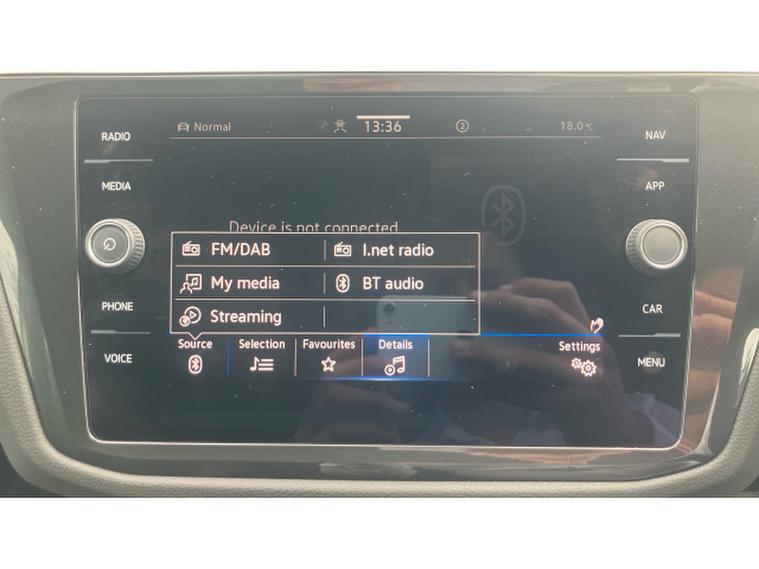 RADIO
Normal
13:36
2
18.0°C
NAV
MEDIA
APP
Device is not connected
FM/DAB
I.net radio
My media
BT audio
Streaming
PHONE
CAR
Source
Selection
Favourites
Details
Settings
VOICE
MENU